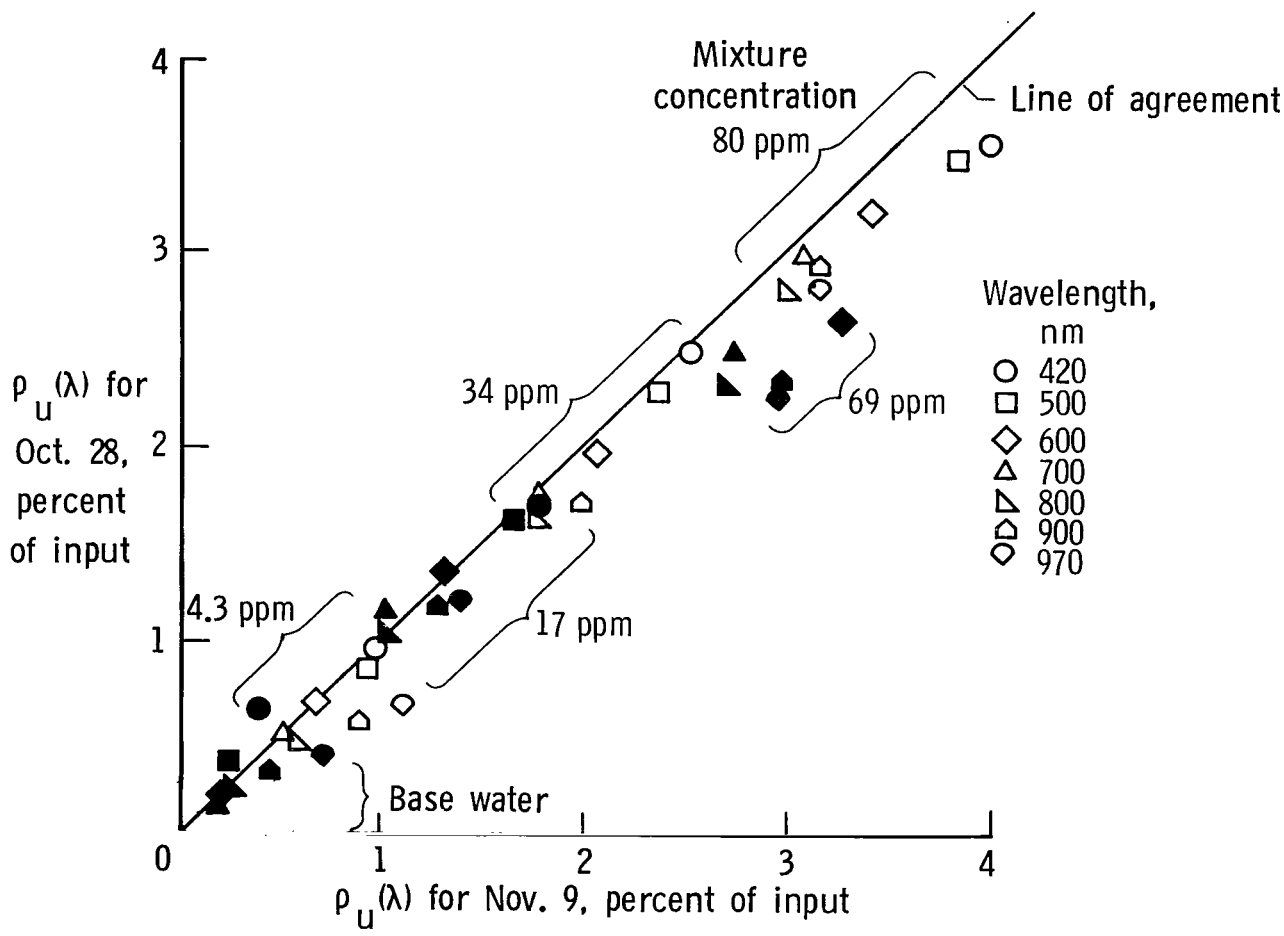 4
3
2
1
0
1
2
3
4
ρu(λ) for
Oct. 28,
percent
of input
ρu(λ) for Nov. 9, percent of input
Mixture
concentration
80 ppm
Line of agreement
34 ppm
69 ppm
4.3 ppm
17 ppm
Base water
Wavelength,
nm
420
500
600
700
800
900
970